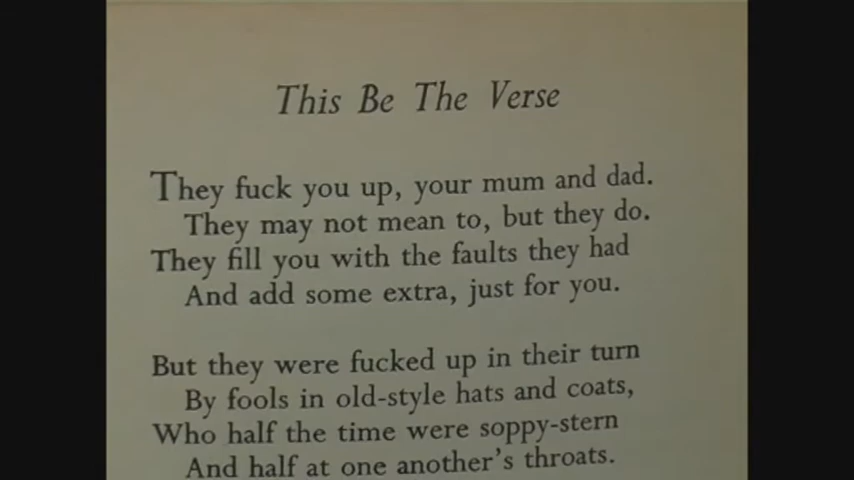 This Be The Verse
They fuck you up, your mum and dad.
They may not mean to, but they do.
They fill you with the faults they had
And add some extra, just for you.
But they were fucked up in their turn
By fools in old-style hats and coats,
Who half the time were soppy-stern
And half at one another's throats.